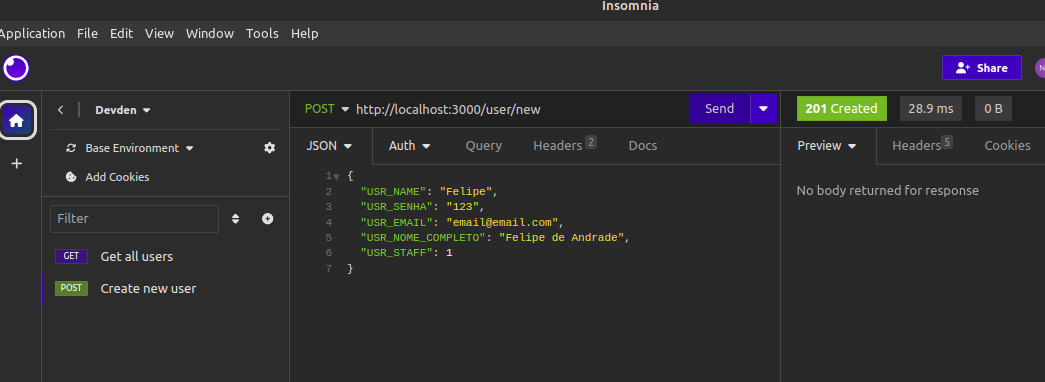 Insomnia
Application File Edit View Window Tools Help
Share
N
Devden
POST http://localhost:3000/user/new
Send
201 Created
28.9 ms
0 B
Base Environment
Add Cookies
JSON
Auth
Query
Headers 2
Docs
Preview
Headers 5
Cookies
Filter
GET Get all users
POST Create new user
1 {
2 "USR_NAME": "Felipe",
3 "USR_SENHA": "123",
4 "USR_EMAIL": "email@email.com",
5 "USR_NOME_COMPLETO": "Felipe de Andrade",
6 "USR_STAFF": 1
7 }
No body returned for response